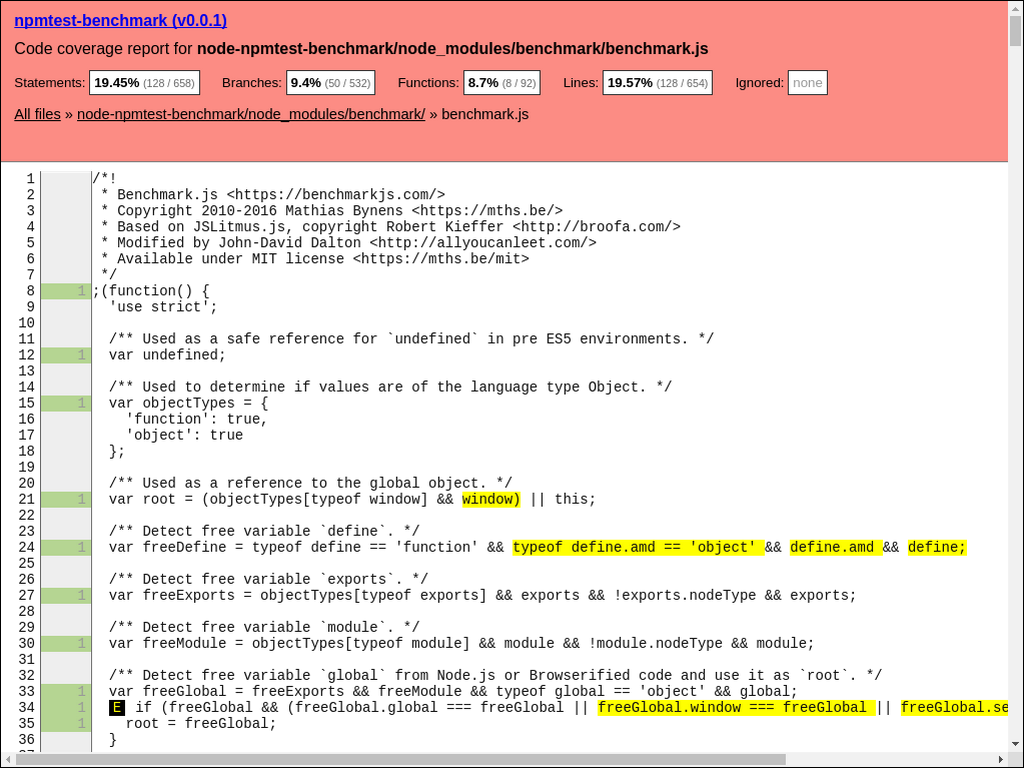 npmtest-benchmark (v0.0.1)
Code coverage report for node-npmtest-benchmark/node_modules/benchmark/benchmark.js
Statements: 19.45% (128 / 658) Branches: 9.4% (50 / 532) Functions: 8.7% (8 / 92) Lines: 19.57% (128 / 654) Ignored: none
All files » node-npmtest-benchmark/node_modules/benchmark/ » benchmark.js
1 /*!
2 * Benchmark.js <https://benchmarkjs.com/>
3 * Copyright 2010-2016 Mathias Bynens <https://mths.be/>
4 * Based on JSLitmus.js, copyright Robert Kieffer <http://broofa.com/>
5 * Modified by John-David Dalton <http://allyoucanleet.com/>
6 * Available under MIT license <https://mths.be/mit>
7 */
8 1 ;(function() {
9 'use strict';
10
11 /** Used as a safe reference for `undefined` in pre ES5 environments. */
12 1 var undefined;
13
14 /** Used to determine if values are of the language type Object. */
15 1 var objectTypes = {
16 'function': true,
17 'object': true
18 };
19
20 /** Used as a reference to the global object. */
21 1 var root = (objectTypes[typeof window] && window) || this;
22
23 /** Detect free variable `define`. */
24 1 var freeDefine = typeof define == 'function' && typeof define.amd == 'object' && define.amd && define;
25
26 /** Detect free variable `exports`. */
27 1 var freeExports = objectTypes[typeof exports] && exports && !exports.nodeType && exports;
28
29 /** Detect free variable `module`. */
30 1 var freeModule = objectTypes[typeof module] && module && !module.nodeType && module;
31
32 /** Detect free variable `global` from Node.js or Browserified code and use it as `root`. */
33 1 var freeGlobal = freeExports && freeModule && typeof global == 'object' && global;
34 1 E if (freeGlobal && (freeGlobal.global === freeGlobal || freeGlobal.window === freeGlobal || freeGlobal.se
35 1 root = freeGlobal;
36 }